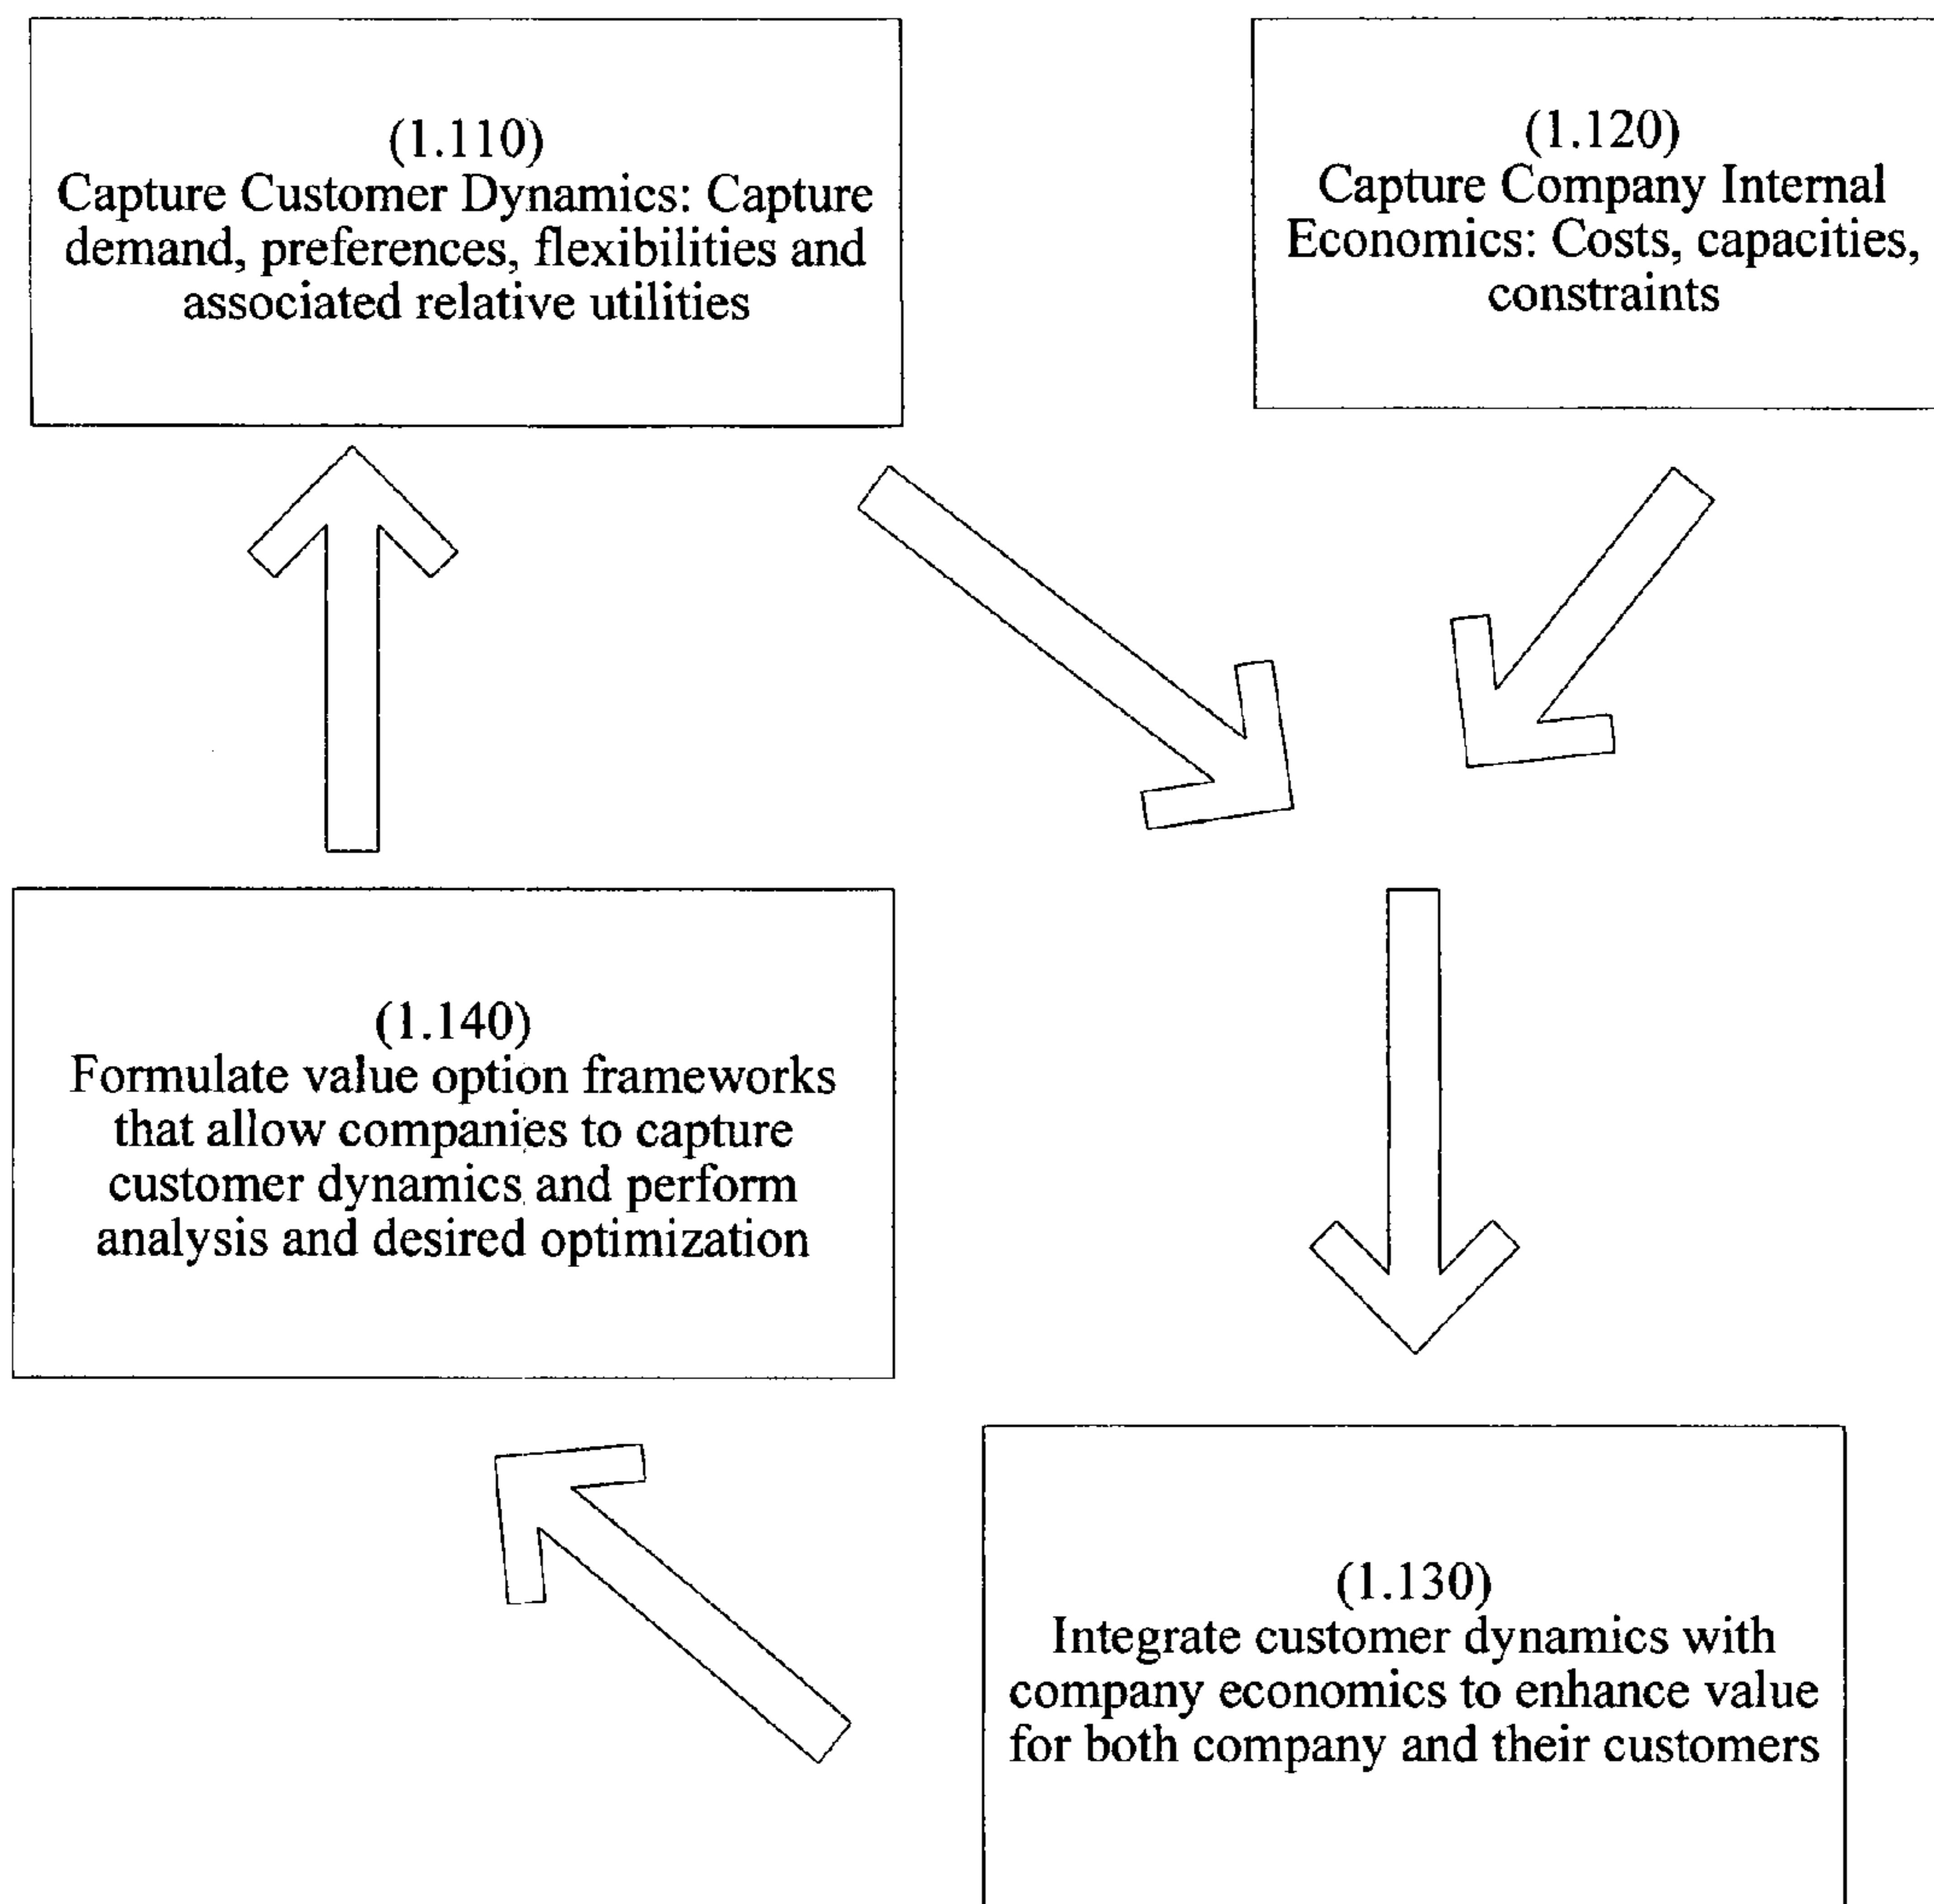 (1.110)
Capture Customer Dynamics: Capture
demand, preferences, flexibilities and
associated relative utilities
(1.120)
Capture Company Internal
Economics: Costs, capacities,
constraints
(1.140)
Formulate value option frameworks
that allow companies to capture
customer dynamics and perform
analysis and desired optimization
(1.130)
Integrate customer dynamics with
company economics to enhance value
for both company and their customers